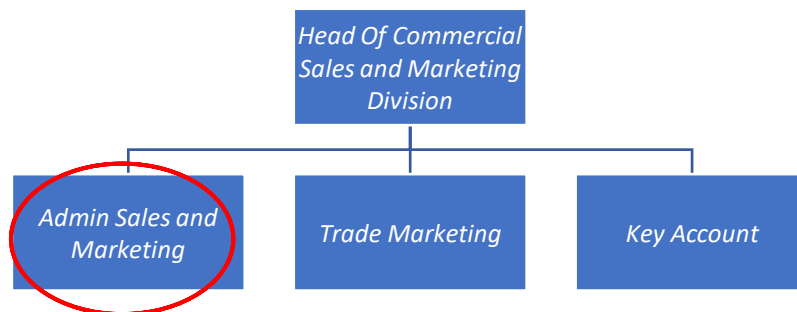 Head Of Commercial
Sales and Marketing
Division
Admin Sales and
Marketing
Trade Marketing
Key Account